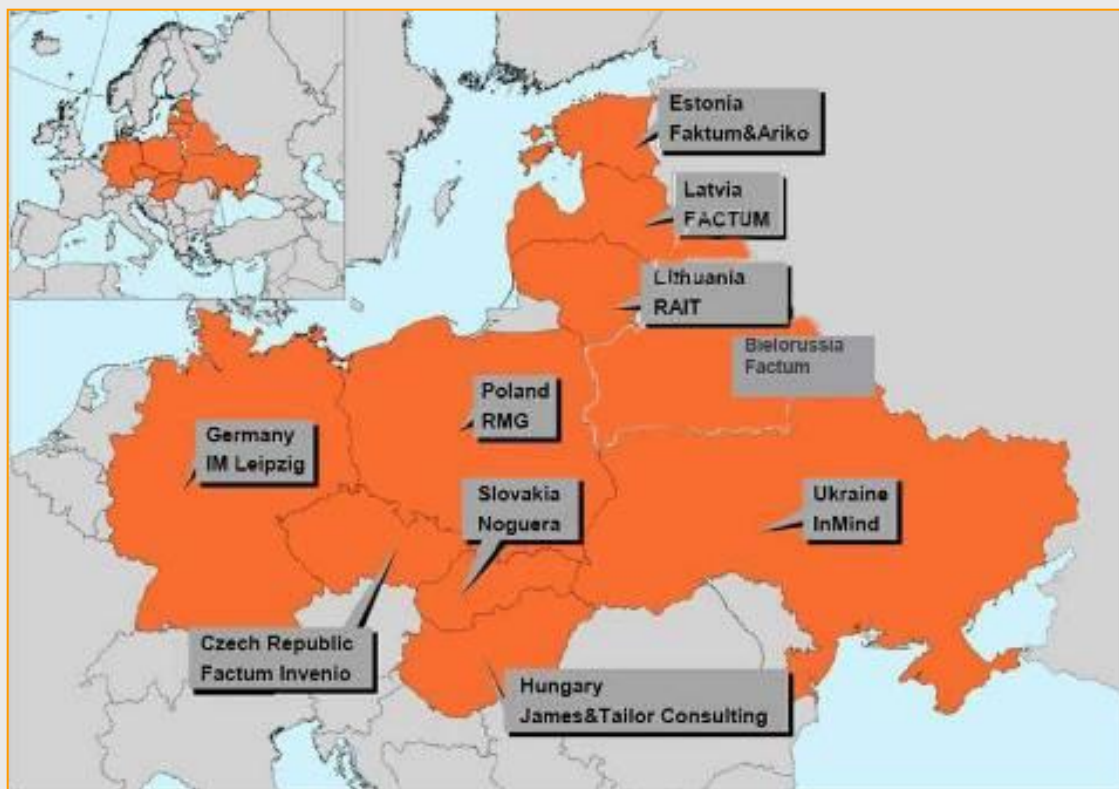 Estonia
Faktum&Ariko
Latvia
FACTUM
Lithuania
RAIT
Bielorussia
Factum
Poland
RMG
Germany
IM Leipzig
Slovakia
Noguera
Ukraine
InMind
Czech Republic
Factum Invenio
Hungary
James&Tailor Consulting